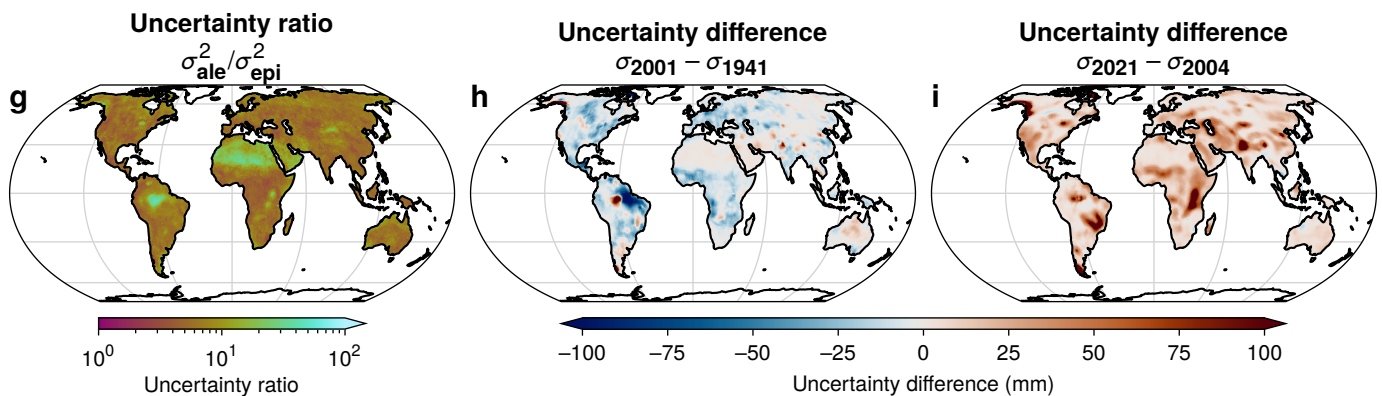 Uncertainty ratio
σ²ale/σ²epi
g
10⁰ 10¹ 10²
Uncertainty ratio
Uncertainty difference
σ2001 − σ1941
h
Uncertainty difference
σ2021 − σ2004
i
−100 −75 −50 −25 0 25 50 75 100
Uncertainty difference (mm)